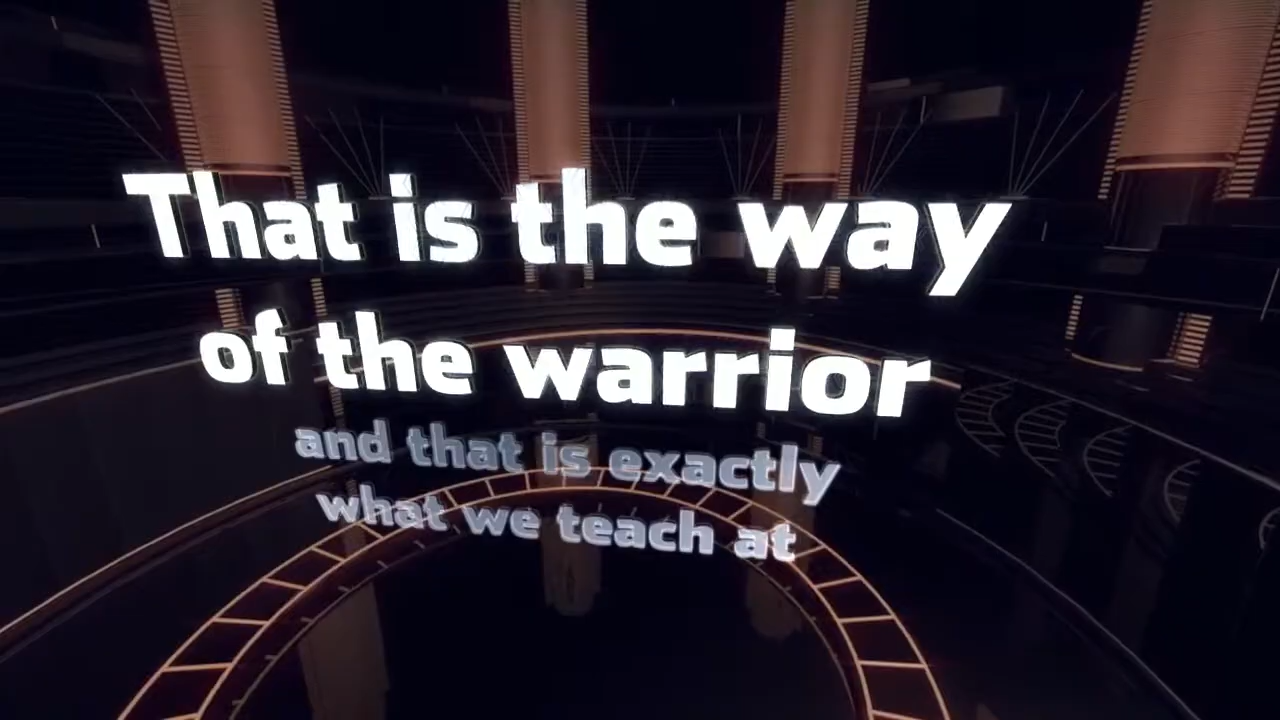 That is the way
of the warrior
and that is exactly
what we teach at